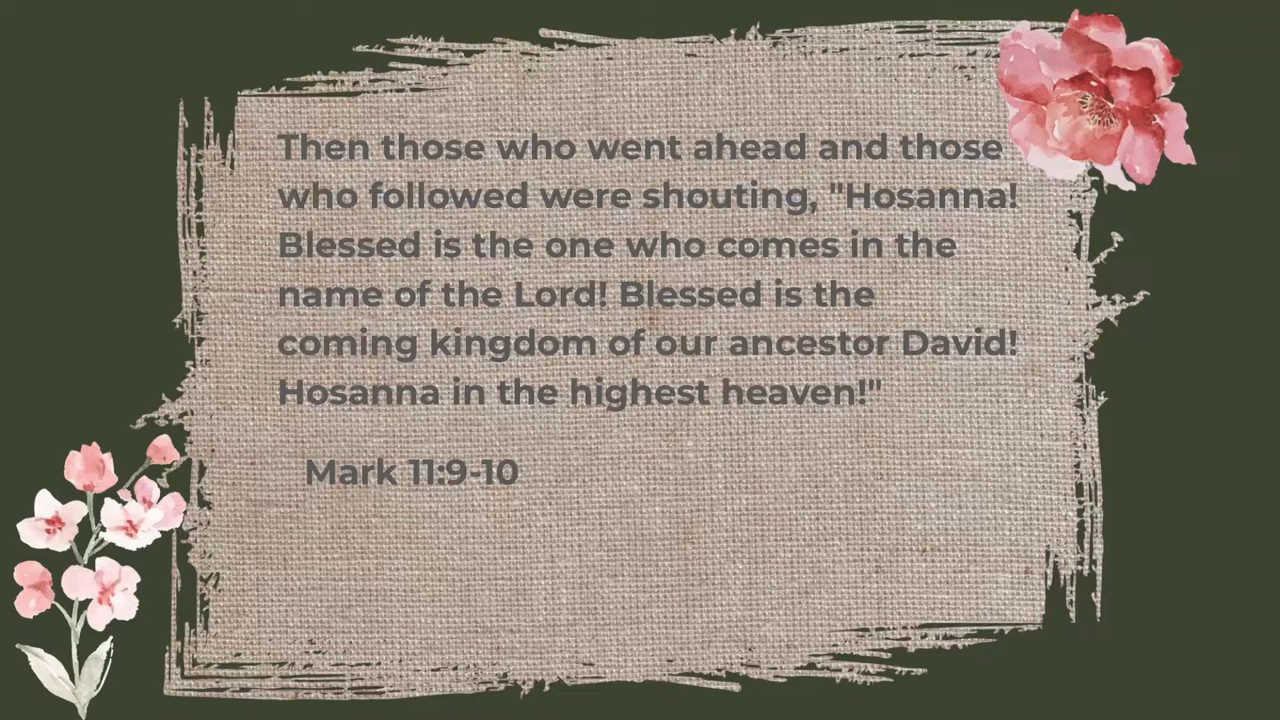 Then those who went ahead and those
who followed were shouting, "Hosanna!
Blessed is the one who comes in the
name of the Lord! Blessed is the
coming kingdom of our ancestor David!
Hosanna in the highest heaven!"
Mark 11:9-10